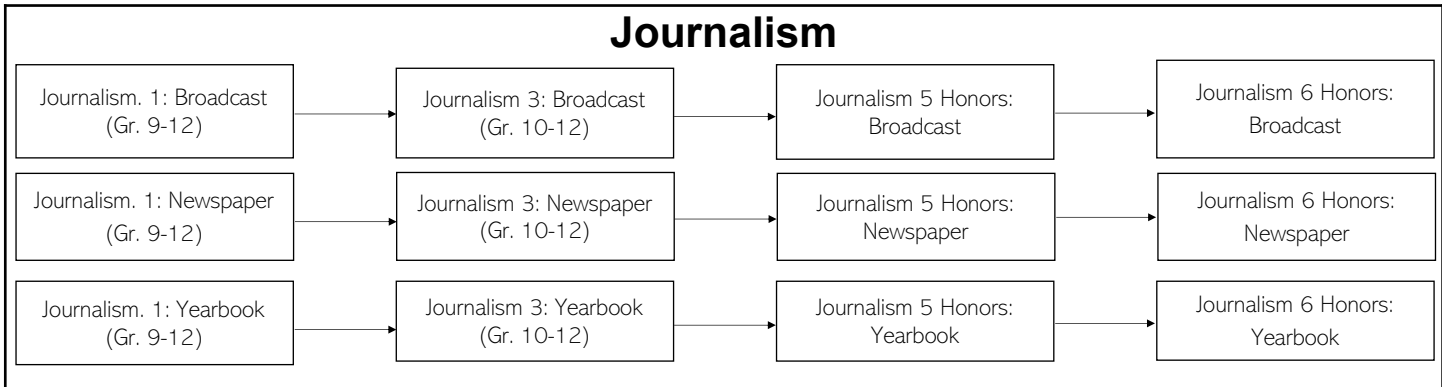 Journalism
Journalism. 1: Broadcast
(Gr. 9-12)
Journalism 3: Broadcast
(Gr. 10-12)
Journalism 5 Honors:
Broadcast
Journalism 6 Honors:
Broadcast
Journalism. 1: Newspaper
(Gr. 9-12)
Journalism 3: Newspaper
(Gr. 10-12)
Journalism 5 Honors:
Newspaper
Journalism 6 Honors:
Newspaper
Journalism. 1: Yearbook
(Gr. 9-12)
Journalism 3: Yearbook
(Gr. 10-12)
Journalism 5 Honors:
Yearbook
Journalism 6 Honors:
Yearbook